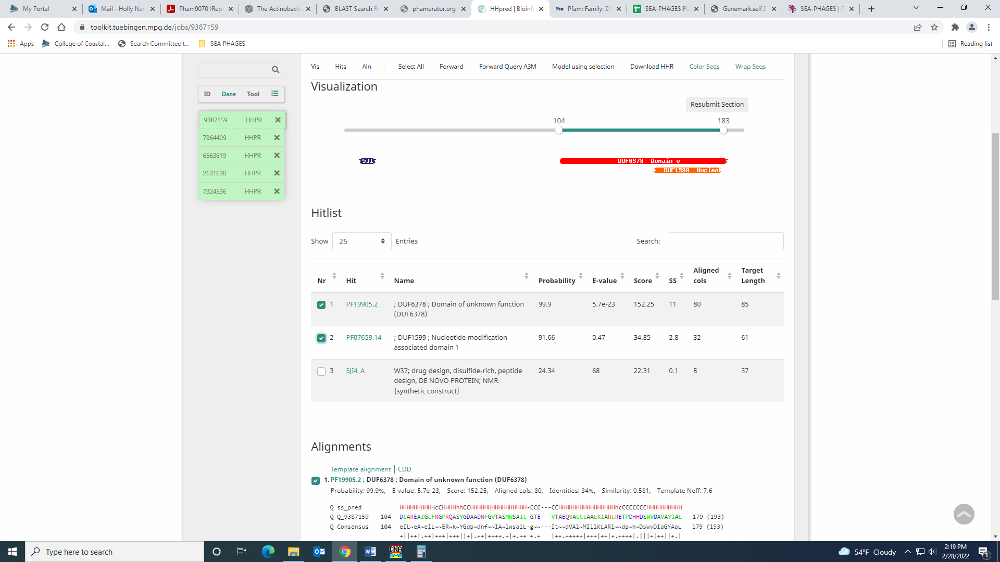 My Portal
Mail - Holly Nan
Pham90701Repo
The Actinobacte
BLAST Search Re
phamerator.org
HHpred | Bioinfo
Pfam: Family: DU
SEA-PHAGES FU
Genemark.self.D
SEA-PHAGES | P
toolkit.tuebingen.mpg.de/jobs/9387159
Apps
College of Coastal...
Search Committee t...
SEA PHAGES
Reading list
ID Date Tool
9387159 HHPR
7364409 HHPR
6563619 HHPR
2631630 HHPR
7324536 HHPR
Vis Hits Aln Select All Forward Forward Query A3M Model using selection Download HHR Color Seqs Wrap Seqs
Visualization
Resubmit Section
104 183
5JI
DUF6378 Domain o
DUF1599 Nucleo
Hitlist
Show 25 Entries Search:
Nr Hit Name Probability E-value Score SS Aligned cols Target Length
1 PF19905.2 ; DUF6378 ; Domain of unknown function 99.9 5.7e-23 152.25 11 80 85
(DUF6378)
2 PF07659.14 ; DUF1599 ; Nucleotide modification 91.66 0.47 34.85 2.8 32 61
associated domain 1
3 5JI4_A W37; drug design, disulfide-rich, peptide 24.34 68 22.31 0.1 8 37
design, DE NOVO PROTEIN; NMR
{synthetic construct}
Alignments
Template alignment | CDD
1. PF19905.2 ; DUF6378 ; Domain of unknown function (DUF6378)
Probability: 99.9%, E-value: 5.7e-23, Score: 152.25, Aligned cols: 80, Identities: 34%, Similarity: 0.581, Template Neff: 7.6
Q ss_pred HHHHHHHHHHcCHHHHhhCCHHHHHHHHHHHHHHHHH-CCC---CCHHHHHHHHHHHHHHHHhcCCCCCCCHHHHHHHHHH
Q Q_9387159 104 DIAREAIGLFNGPRQASYGDAADNFGVTASMWSAIL-GTE---VTAEQVALCLAALKIARLRETPDHHDSWVDAVAYIAL 179 (193)
Q Consensus 104 eIL~eA~eiL~~ER~k~YGdp~dnf~~IA~lwsaiL-g~~----It~~dVAl~MIllKLARi~~dp~h~DswvDIaGYAaL 179 (193)
+||++|.++|+++|+++||+|.++|++++.+|+.++ +.+ |++.+++++|+++|++|+.++++|.|||+|++||+.|
Type here to search
54°F Cloudy
2:19 PM
2/28/2022
1